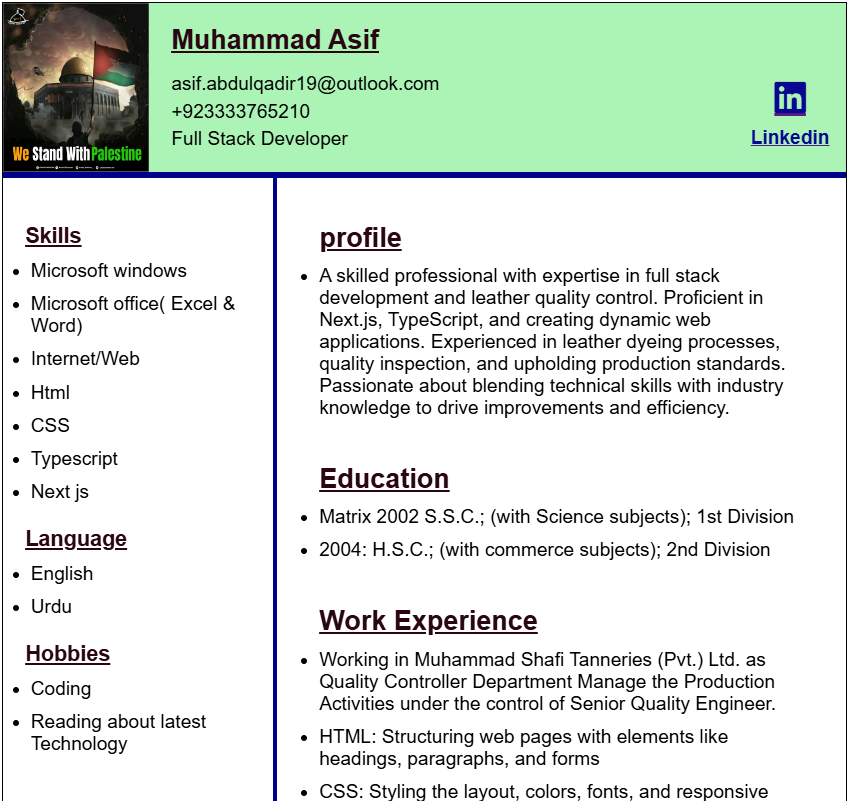 We Stand With Palestine
Muhammad Asif
asif.abdulqadir19@outlook.com
+923333765210
Full Stack Developer
in
Linkedin
Skills
Microsoft windows
Microsoft office( Excel &
Word)
Internet/Web
Html
CSS
Typescript
Next js
Language
English
Urdu
Hobbies
Coding
Reading about latest
Technology
profile
A skilled professional with expertise in full stack
development and leather quality control. Proficient in
Next.js, TypeScript, and creating dynamic web
applications. Experienced in leather dyeing processes,
quality inspection, and upholding production standards.
Passionate about blending technical skills with industry
knowledge to drive improvements and efficiency.
Education
Matrix 2002 S.S.C.; (with Science subjects); 1st Division
2004: H.S.C.; (with commerce subjects); 2nd Division
Work Experience
Working in Muhammad Shafi Tanneries (Pvt.) Ltd. as
Quality Controller Department Manage the Production
Activities under the control of Senior Quality Engineer.
HTML: Structuring web pages with elements like
headings, paragraphs, and forms
CSS: Styling the layout, colors, fonts, and responsive